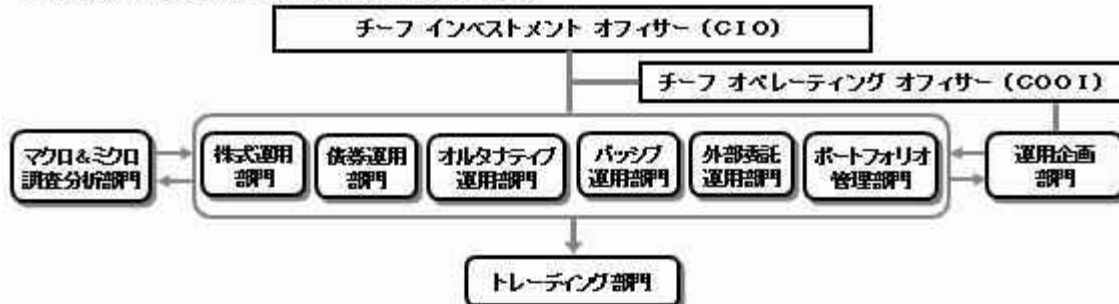 チーフ インベストメント オフィサー (CIO)
チーフ オペレーティング オフィサー (COOI)
マクロ&ミクロ
調査分析部門
株式運用
部門
債券運用
部門
オルタナティブ
運用部門
パッシブ
運用部門
外部委託
運用部門
ポートフォリオ
管理部門
運用企画
部門
トレーディング部門